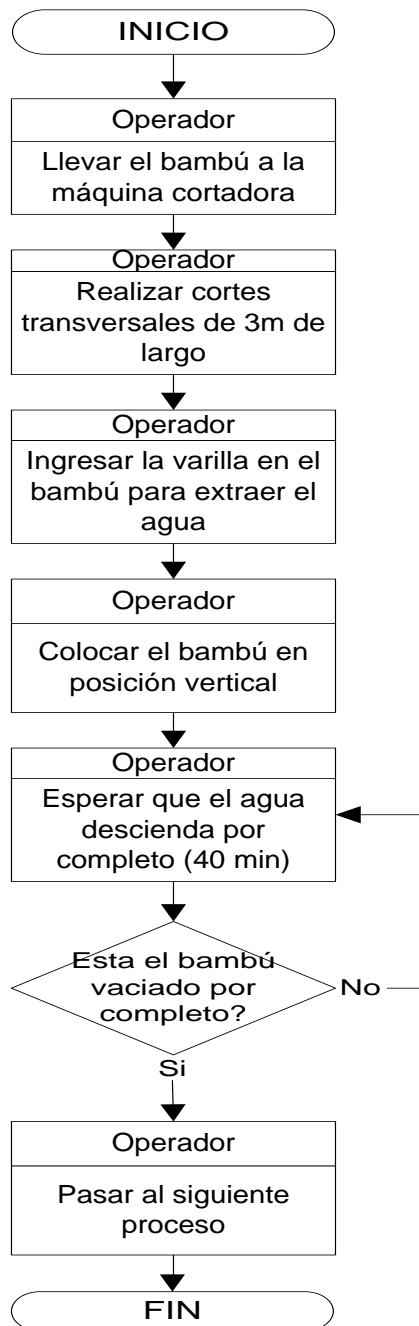 INICIO
Operador
Llevar el bambú a la
máquina cortadora
Operador
Realizar cortes
transversales de 3m de
largo
Operador
Ingresar la varilla en el
bambú para extraer el
agua
Operador
Colocar el bambú en
posición vertical
Operador
Esperar que el agua
descienda por
completo (40 min)
Esta el bambú
vaciado por
completo?
No
Si
Operador
Pasar al siguiente
proceso
FIN